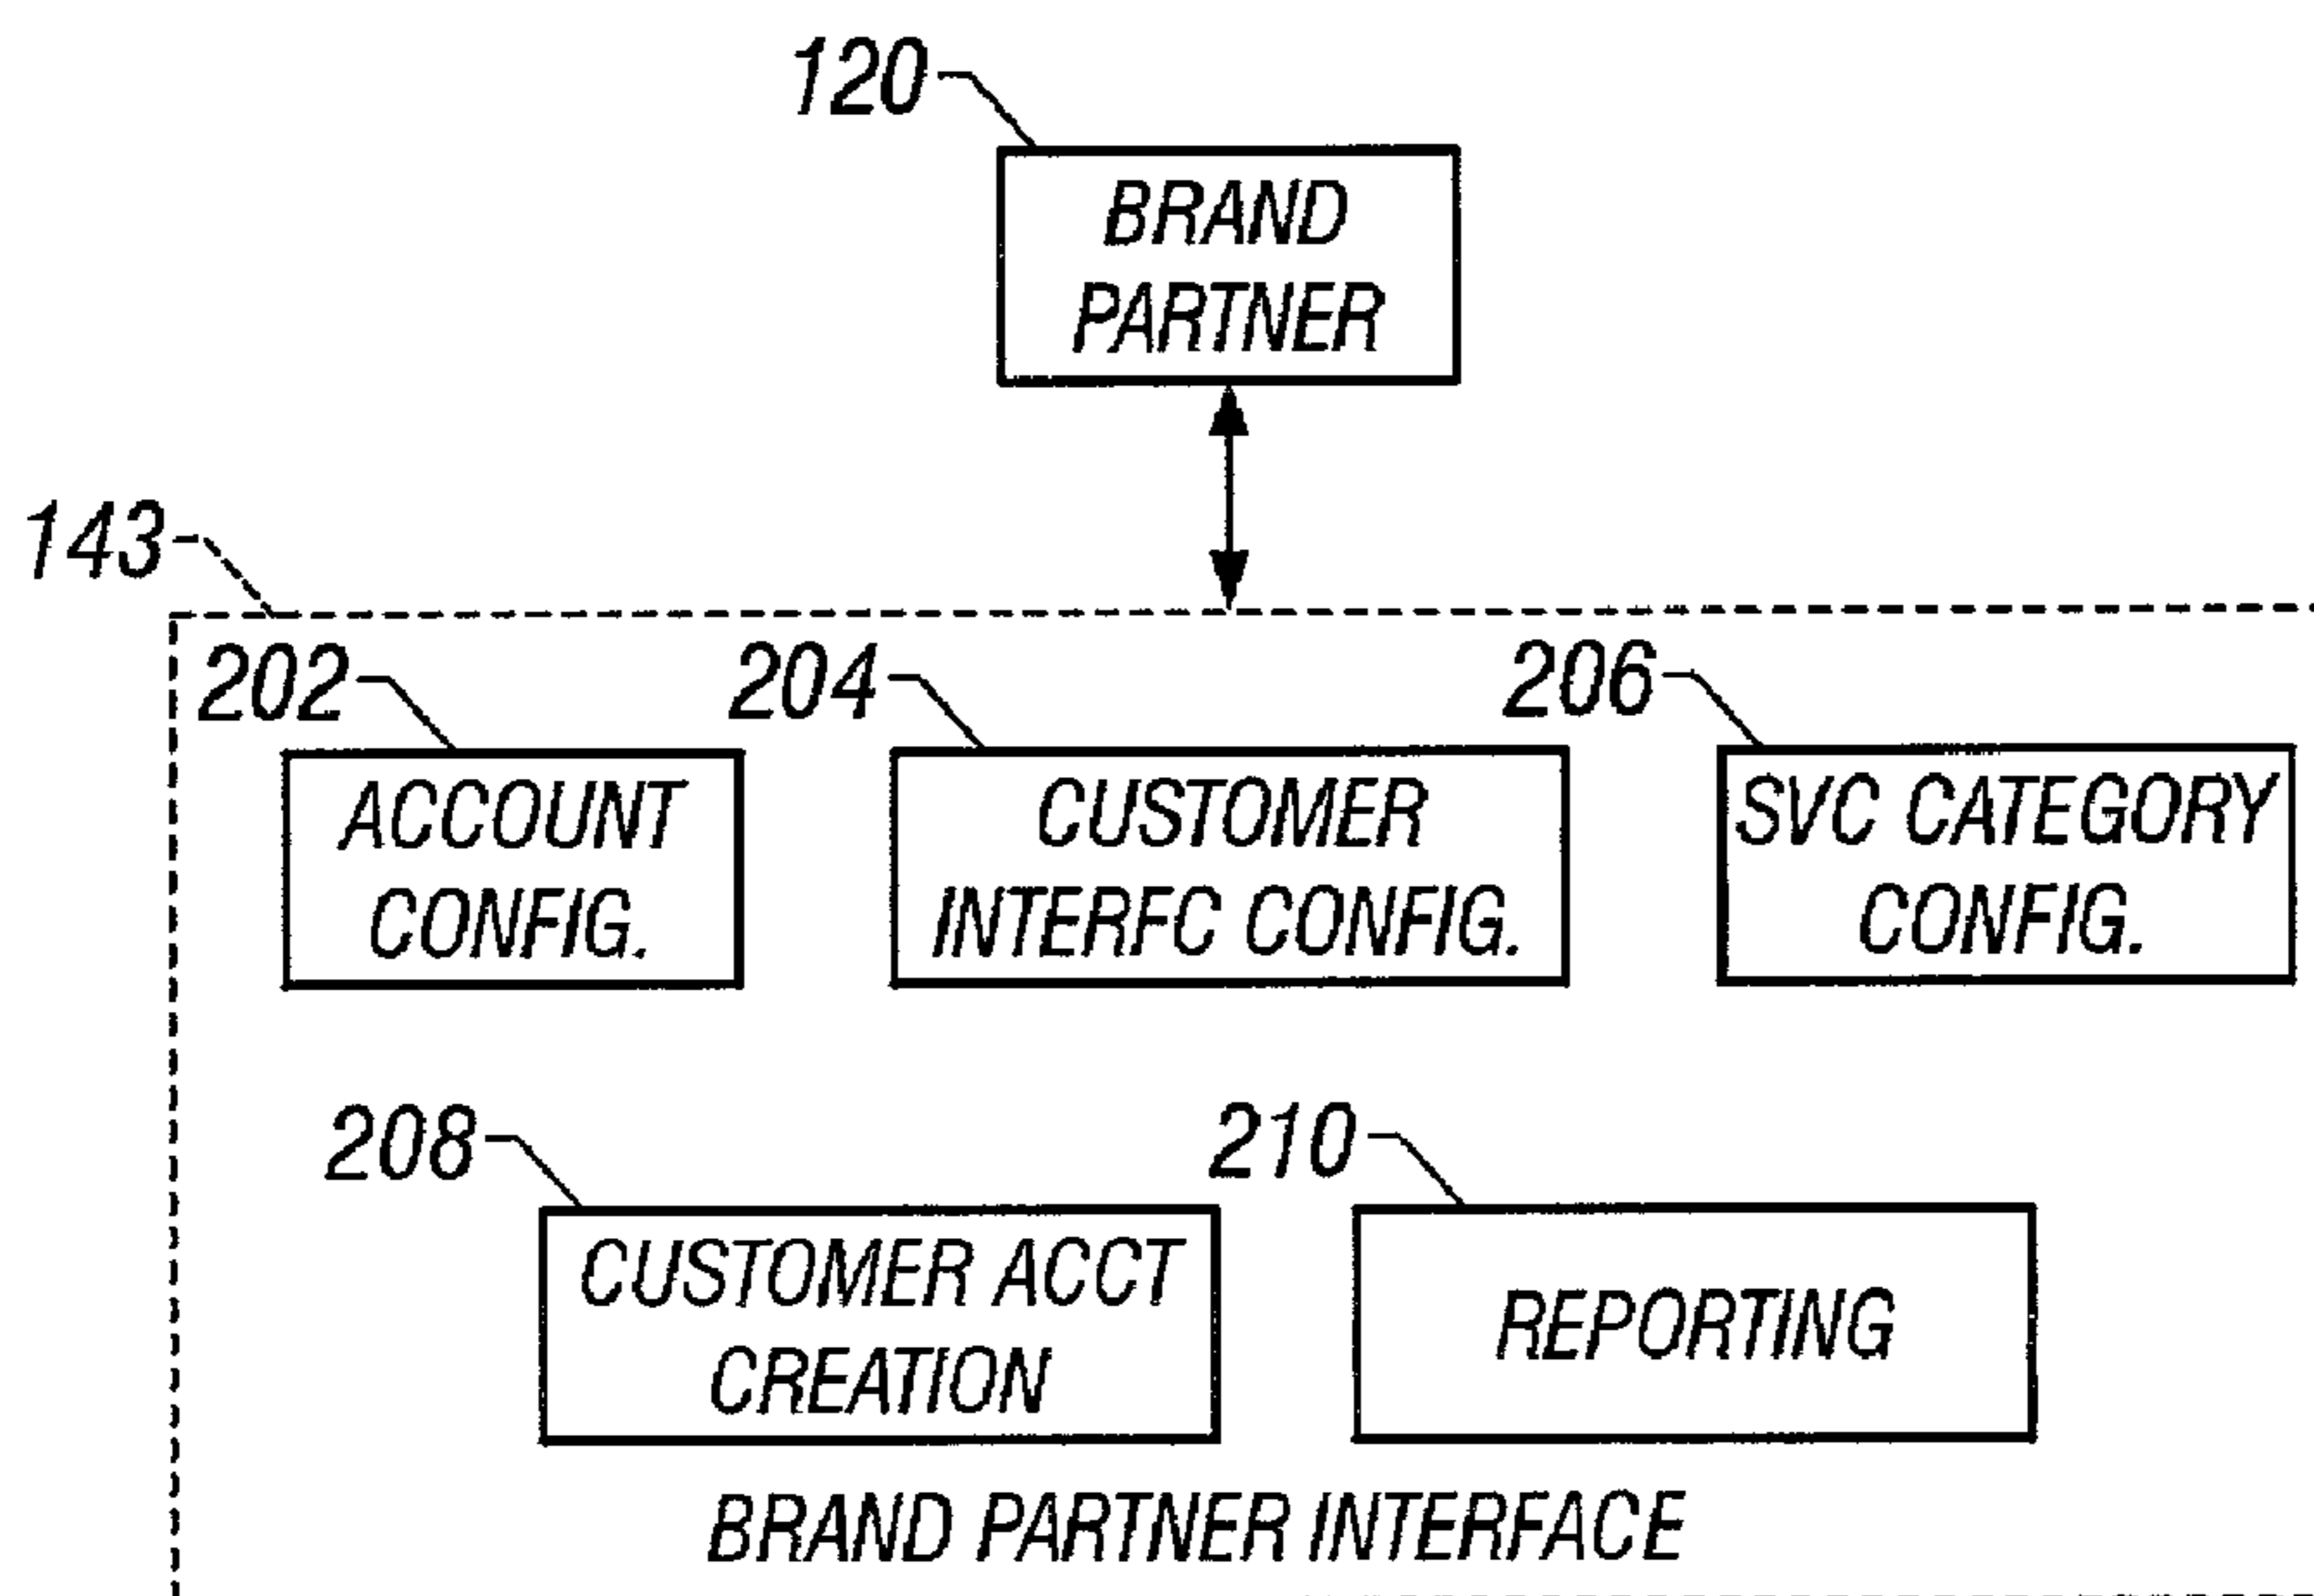 120
BRAND
PARTNER
143
202
204
206
ACCOUNT
CONFIG.
CUSTOMER
INTERFC CONFIG.
SVC CATEGORY
CONFIG.
208
210
CUSTOMER ACCT
CREATION
REPORTING
BRAND PARTNER INTERFACE